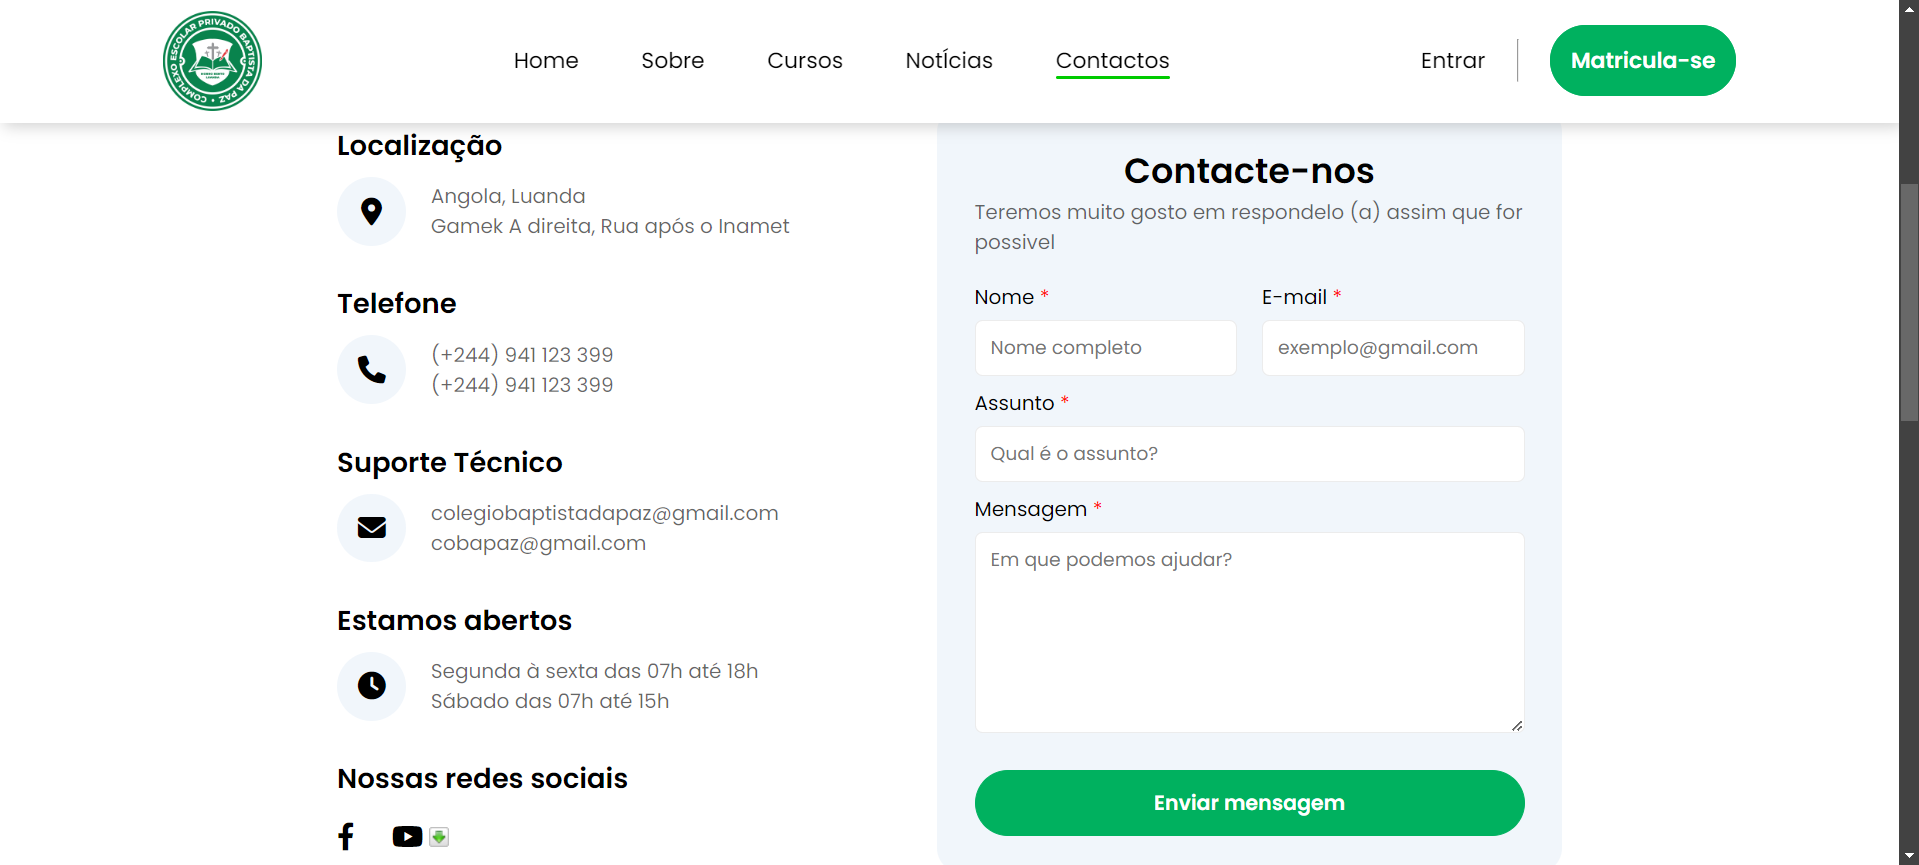 COMPLEXO ESCOLAR PRIVADO BAPTISTA DA PAZ
Home
Sobre
Cursos
NotÍcias
Contactos
Entrar
Matricula-se
Localização
Angola, Luanda
Gamek A direita, Rua após o Inamet
Telefone
(+244) 941 123 399
(+244) 941 123 399
Suporte Técnico
colegiobaptistadapaz@gmail.com
cobapaz@gmail.com
Estamos abertos
Segunda à sexta das 07h até 18h
Sábado das 07h até 15h
Nossas redes sociais
Contacte-nos
Teremos muito gosto em respondelo (a) assim que for
possivel
Nome *
Nome completo
E-mail *
exemplo@gmail.com
Assunto *
Qual é o assunto?
Mensagem *
Em que podemos ajudar?
Enviar mensagem